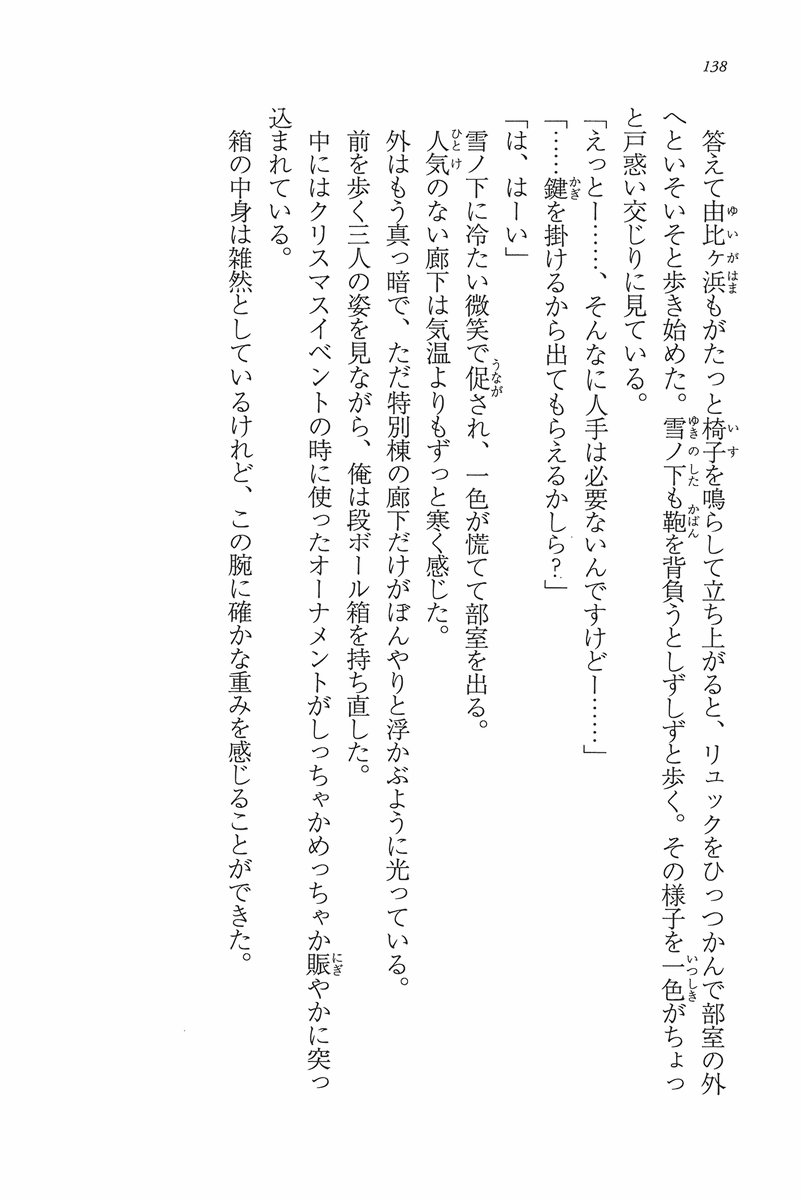 138
答えて由比ヶ浜もがたっと椅子を鳴らして立ち上がると、リュックをひっつかんで部室の外
へといそいそと歩き始めた。雪ノ下も鞄を背負うとしずしずと歩く。その様子を一色がちょっ
と戸惑い交じりに見ている。
「えっとー……、そんなに人手は必要ないんですけどー……」
「……鍵を掛けるから出てもらえるかしら?」
「は、はーい」
雪ノ下に冷たい微笑で促され、一色が慌てて部室を出る。
人気のない廊下は気温よりもずっと寒く感じた。
外はもう真っ暗で、ただ特別棟の廊下だけがぼんやりと浮かぶように光っている。
前を歩く三人の姿を見ながら、俺は段ボール箱を持ち直した。
中にはクリスマスイベントの時に使ったオーナメントがしっちゃかめっちゃか賑やかに突っ
込まれている。
箱の中身は雑然としているけれど、この腕に確かな重みを感じることができた。